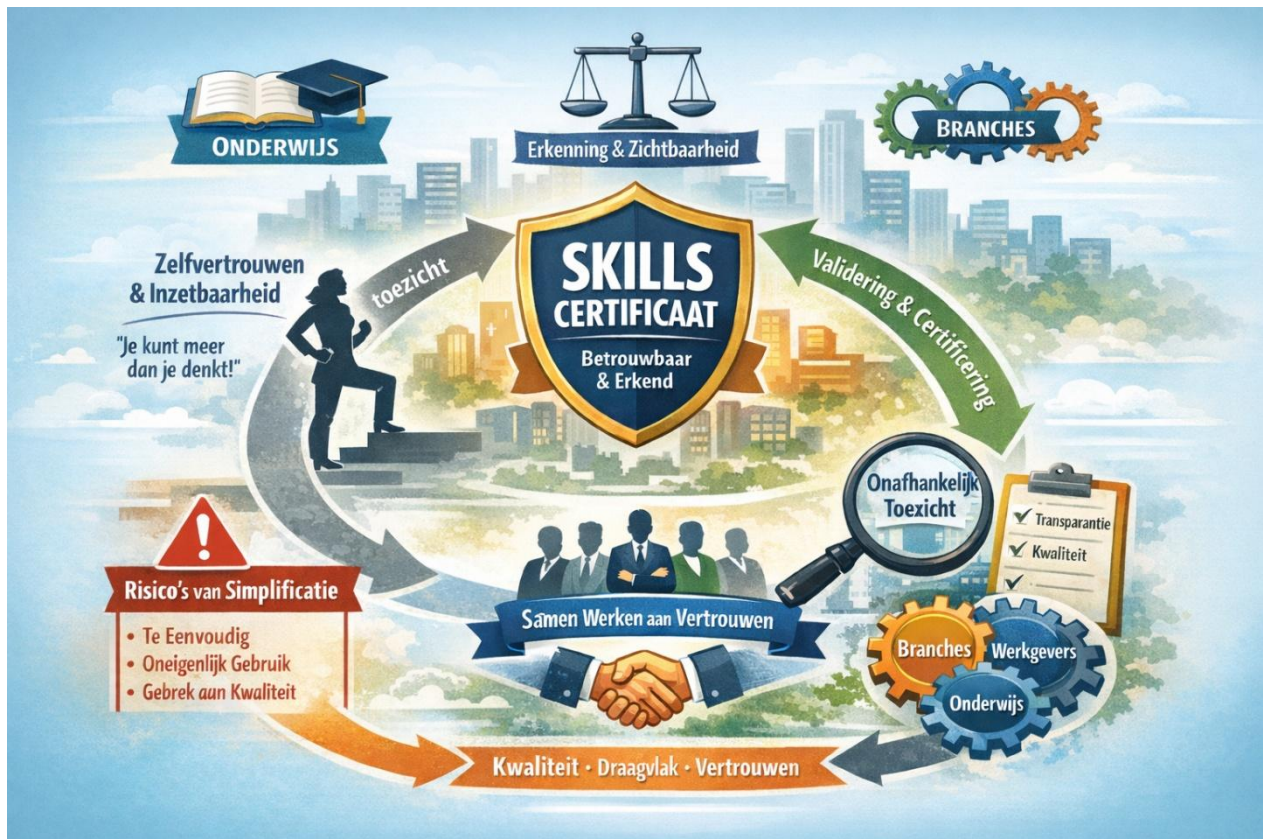 ONDERWIJS
Erkenning & Zichtbaarheid
BRANCHES
SKILLS
CERTIFICAAT
Betrouwbaar
& Erkend
Zelfvertrouwen
& Inzetbaarheid
"Je kunt meer
dan je denkt!"
toezicht
Validering & Certificering
Onafhankelijk
Toezicht
✓ Transparantie
✓ Kwaliteit
✓ -
Risico's van Simplificatie
• Te Eenvoudig
• Oneigenlijk Gebruik
• Gebrek aan Kwaliteit
Samen Werken aan Vertrouwen
Branches
Werkgevers
Onderwijs
Kwaliteit · Draagvlak · Vertrouwen